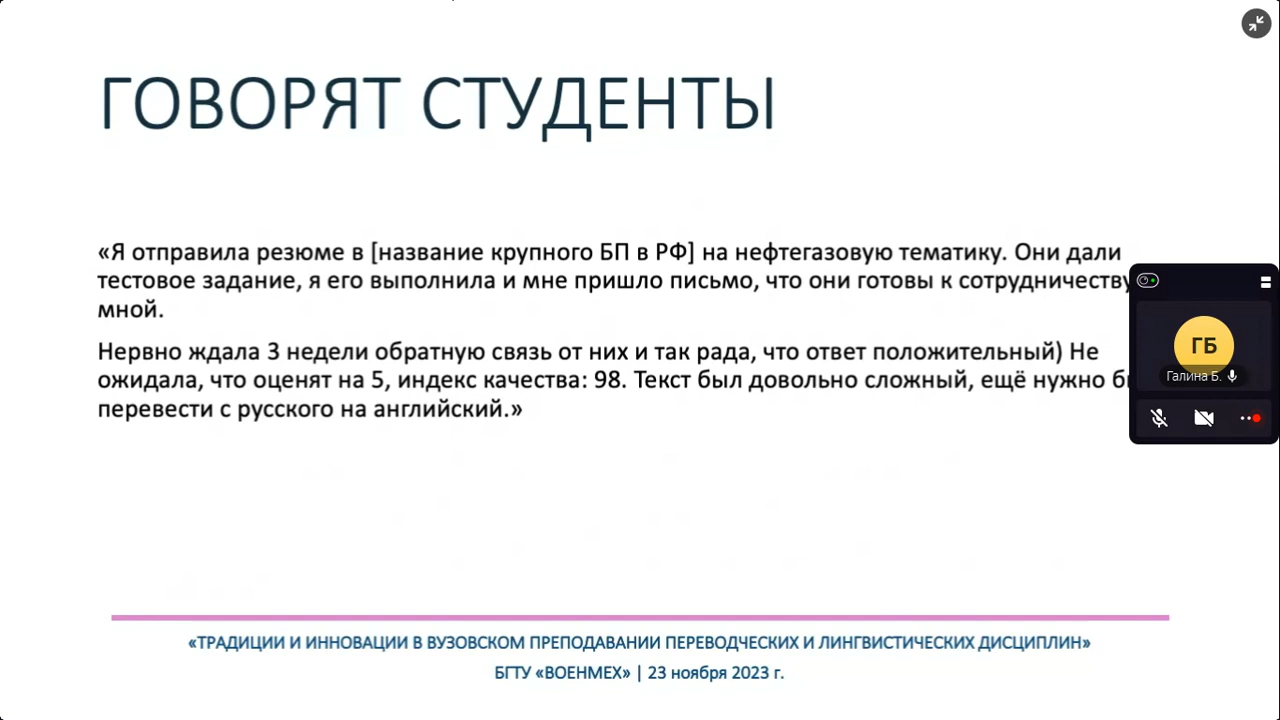 ГОВОРЯТ СТУДЕНТЫ
«Я отправила резюме в [название крупного БП в РФ] на нефтегазовую тематику. Они дали
тестовое задание, я его выполнила и мне пришло письмо, что они готовы к сотрудничеству
мной.
Нервно ждала 3 недели обратную связь от них и так рада, что ответ положительный) Не
ожидала, что оценят на 5, индекс качества: 98. Текст был довольно сложный, ещё нужно
перевести с русского на английский.»
ГБ
Галина Б.
«ТРАДИЦИИ И ИННОВАЦИИ В ВУЗОВСКОМ ПРЕПОДАВАНИИ ПЕРЕВОДЧЕСКИХ И ЛИНГВИСТИЧЕСКИХ ДИСЦИПЛИН»
БГТУ «ВОЕНМЕХ» | 23 ноября 2023 г.